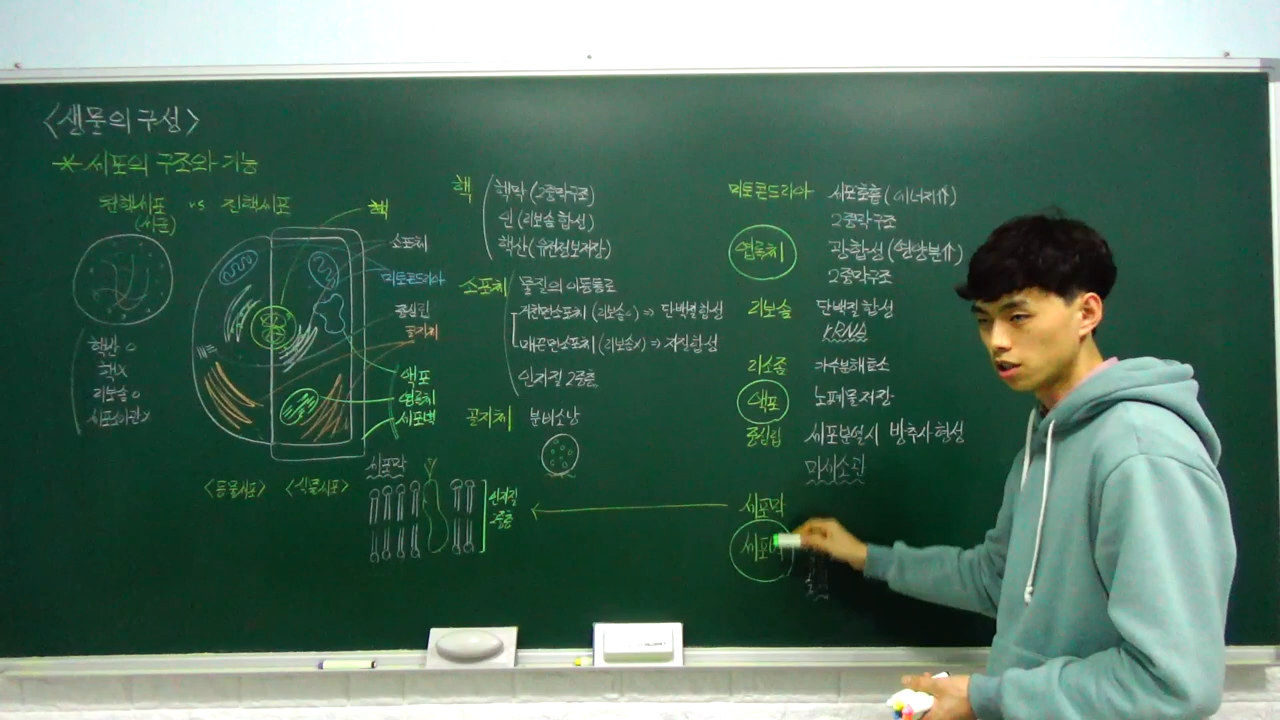 <생물의 구성>
* 세포의 구조와 기능
원핵세포 vs 진핵세포
(세균)
핵산 o
핵 x
리보솜 o
세포소기관 x
핵
소포체
미토콘드리아
중심립
골지체
액포
엽록체
세포벽
<동물세포> <식물세포>
세포막
인지질
2중층
핵
핵막 (2중막구조)
인 (리보솜 합성)
핵산 (유전정보저장)
소포체
물질의 이동통로
거친면소포체 (리보솜o) ⇒ 단백질합성
매끈면소포체 (리보솜x) ⇒ 지질합성
인지질 2중층
골지체 분비소낭
미토콘드리아 세포호흡 (에너지↑)
2중막구조
엽록체 광합성 (영양분↑)
2중막구조
리보솜 단백질 합성
rRNA
리소좀 가수분해효소
액포 노폐물 저장
중심립 세포분열시 방추사 형성
미세소관
세포막